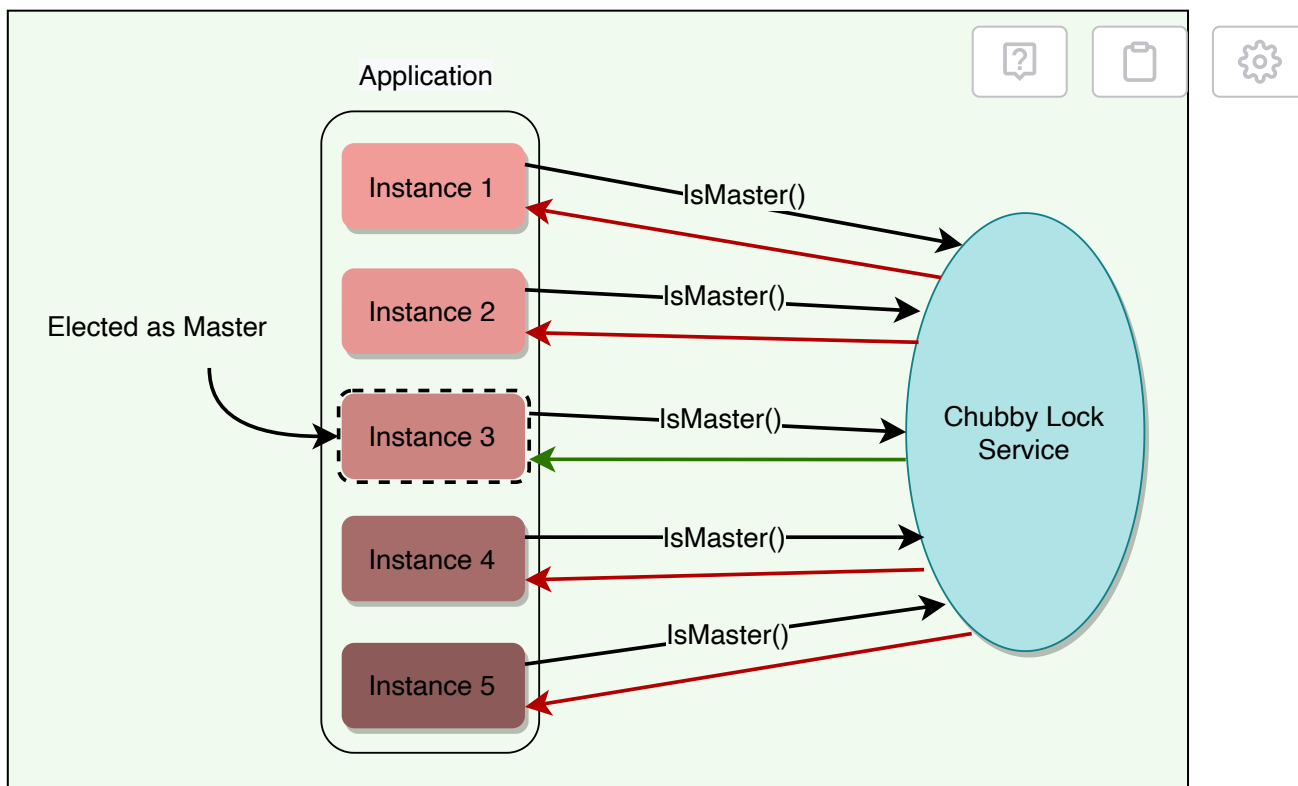 Application
Instance 1
IsMaster()
Instance 2
IsMaster()
Elected as Master
Instance 3
IsMaster()
Chubby Lock
Service
Instance 4
IsMaster()
Instance 5
IsMaster()